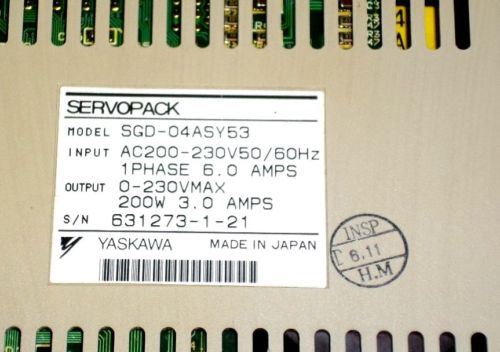 SERVOPACK
MODEL SGD-04ASY53
INPUT AC200-230V50/60Hz
1PHASE 6.0 AMPS
OUTPUT 0-230VMAX
200W 3.0 AMPS
S/N 631273-1-21
YASKAWA MADE IN JAPAN
INSP
6.11
H.M